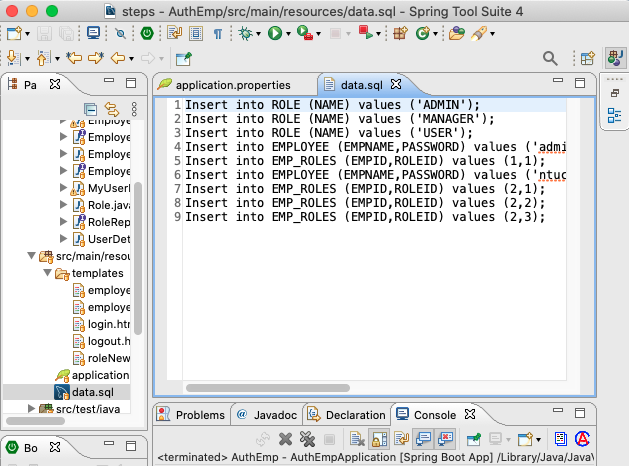 steps - AuthEmp/src/main/resources/data.sql - Spring Tool Suite 4
Pa
application.properties
data.sql
1 Insert into ROLE (NAME) values ('ADMIN');
2 Insert into ROLE (NAME) values ('MANAGER');
3 Insert into ROLE (NAME) values ('USER');
4 Insert into EMPLOYEE (EMPNAME,PASSWORD) values ('admi
5 Insert into EMP_ROLES (EMPID,ROLEID) values (1,1);
6 Insert into EMPLOYEE (EMPNAME,PASSWORD) values ('ntuc
7 Insert into EMP_ROLES (EMPID,ROLEID) values (2,1);
8 Insert into EMP_ROLES (EMPID,ROLEID) values (2,2);
9 Insert into EMP_ROLES (EMPID,ROLEID) values (2,3);
Employe
Employe
Employe
Employe
MyUserI
Role.java
RoleRep
UserDet
src/main/resou
templates
employe
employe
login.htr
logout.h
roleNew
application
data.sql
src/test/java
Bo
Problems
Javadoc
Declaration
Console
<terminated> AuthEmp - AuthEmpApplication [Spring Boot App] /Library/Java/JavaV